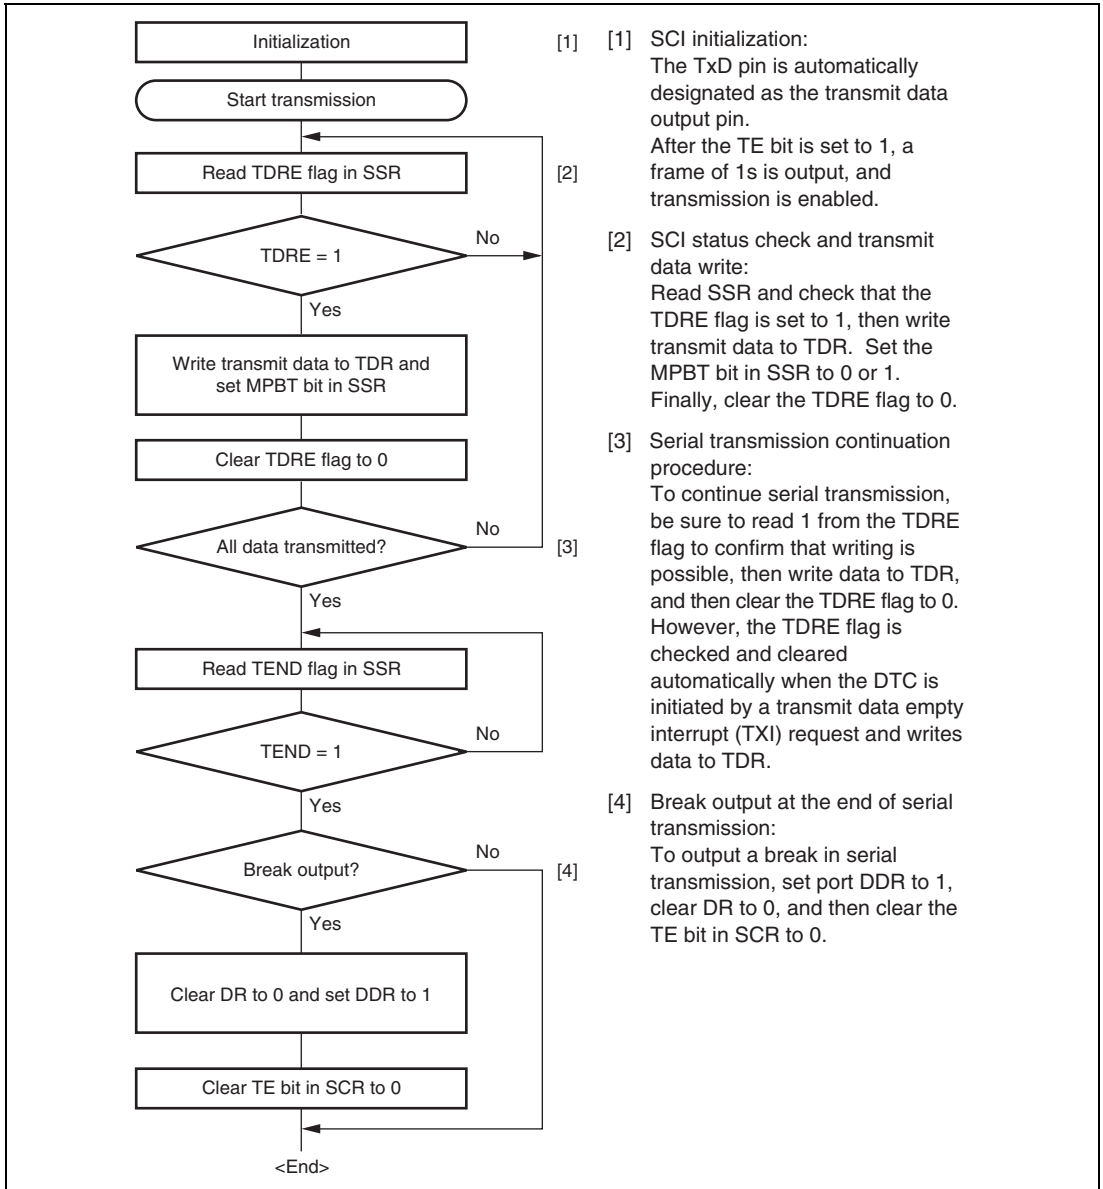 Initialization
[1]
Start transmission
Read TDRE flag in SSR
[2]
No
TDRE = 1
Yes
Write transmit data to TDR and
set MPBT bit in SSR
Clear TDRE flag to 0
No
All data transmitted?
[3]
Yes
Read TEND flag in SSR
No
TEND = 1
Yes
No
Break output?
[4]
Yes
Clear DR to 0 and set DDR to 1
Clear TE bit in SCR to 0
<End>
[1] SCI initialization:
The TxD pin is automatically
designated as the transmit data
output pin.
After the TE bit is set to 1, a
frame of 1s is output, and
transmission is enabled.
[2] SCI status check and transmit
data write:
Read SSR and check that the
TDRE flag is set to 1, then write
transmit data to TDR.  Set the
MPBT bit in SSR to 0 or 1.
Finally, clear the TDRE flag to 0.
[3] Serial transmission continuation
procedure:
To continue serial transmission,
be sure to read 1 from the TDRE
flag to confirm that writing is
possible, then write data to TDR,
and then clear the TDRE flag to 0.
However, the TDRE flag is
checked and cleared
automatically when the DTC is
initiated by a transmit data empty
interrupt (TXI) request and writes
data to TDR.
[4] Break output at the end of serial
transmission:
To output a break in serial
transmission, set port DDR to 1,
clear DR to 0, and then clear the
TE bit in SCR to 0.